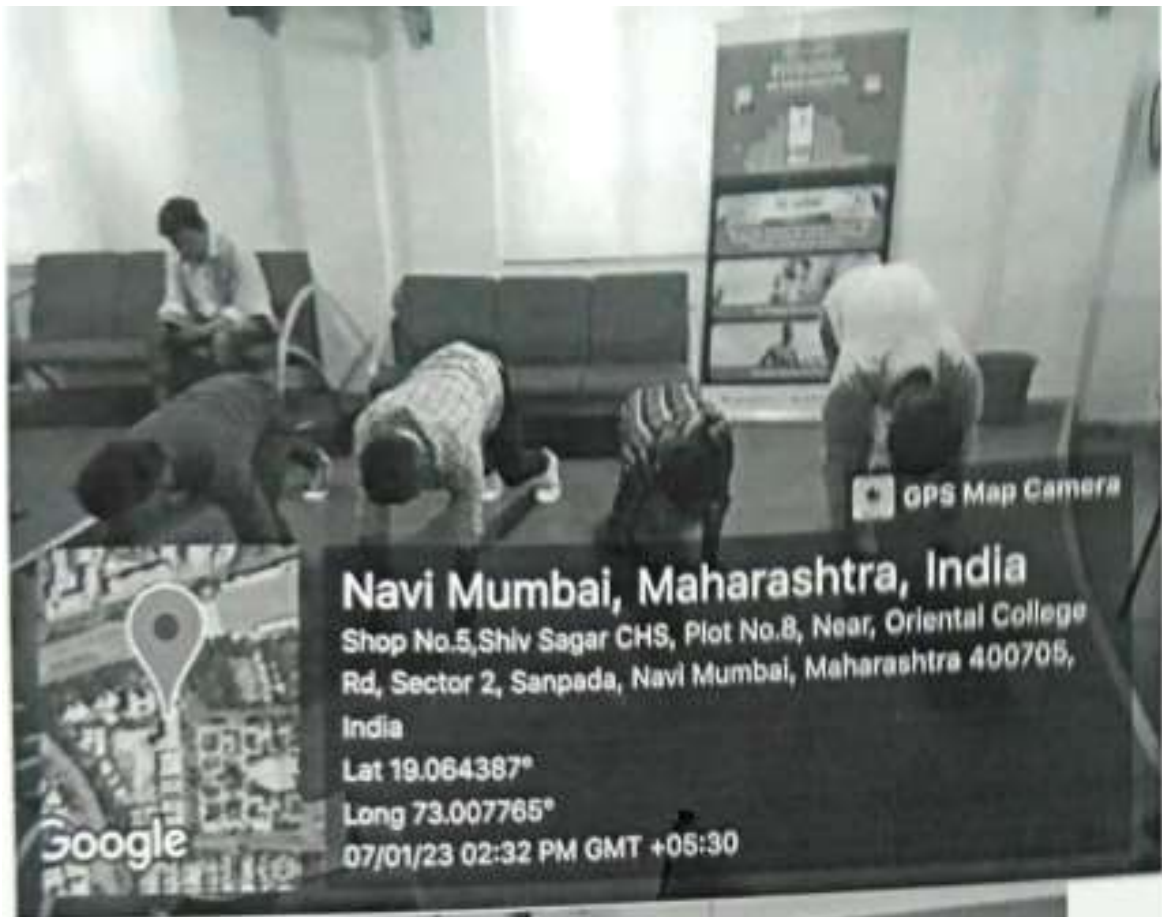 GPS Map Camera
Navi Mumbai, Maharashtra, India
Shop No.5,Shiv Sagar CHS, Plot No.8, Near, Oriental College
Rd, Sector 2, Sanpada, Navi Mumbai, Maharashtra 400705,
India
Lat 19.064387°
Long 73.007765°
07/01/23 02:32 PM GMT +05:30
Google